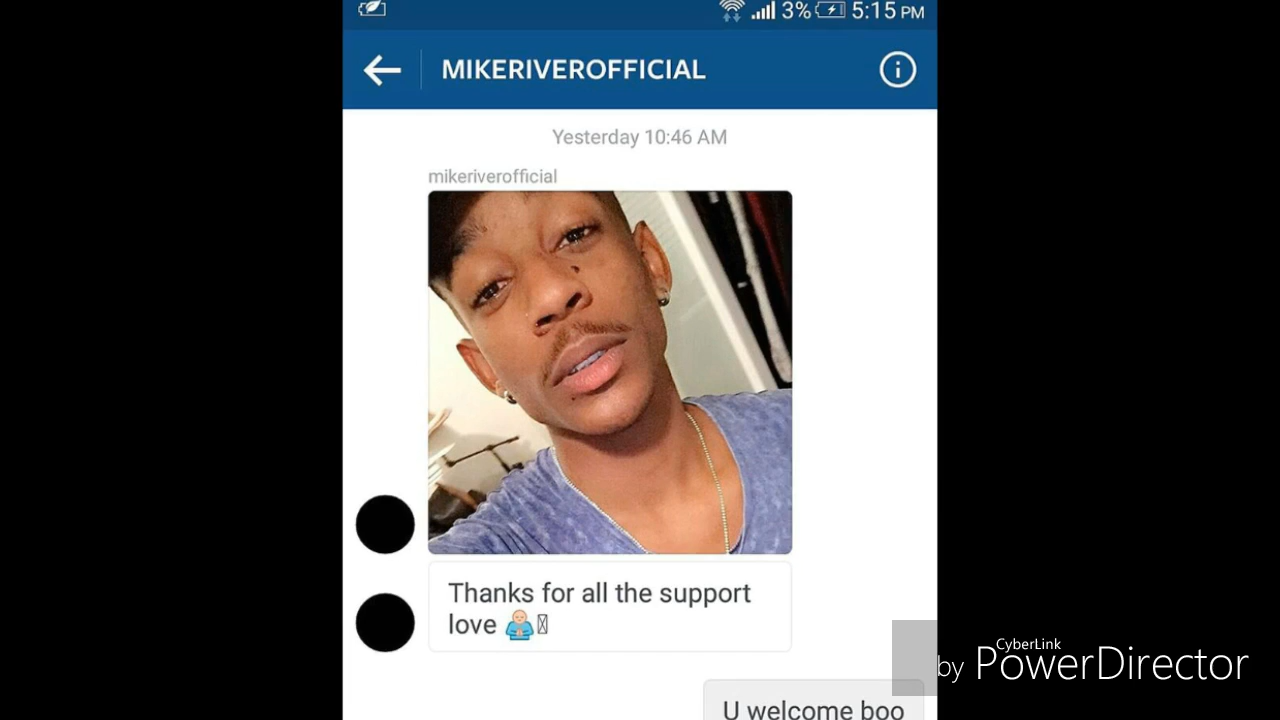 3% 5:15 PM
MIKERIVEROFFICIAL
Yesterday 10:46 AM
mikeriverofficial
Thanks for all the support
love
U welcome boo
CyberLink
by PowerDirector